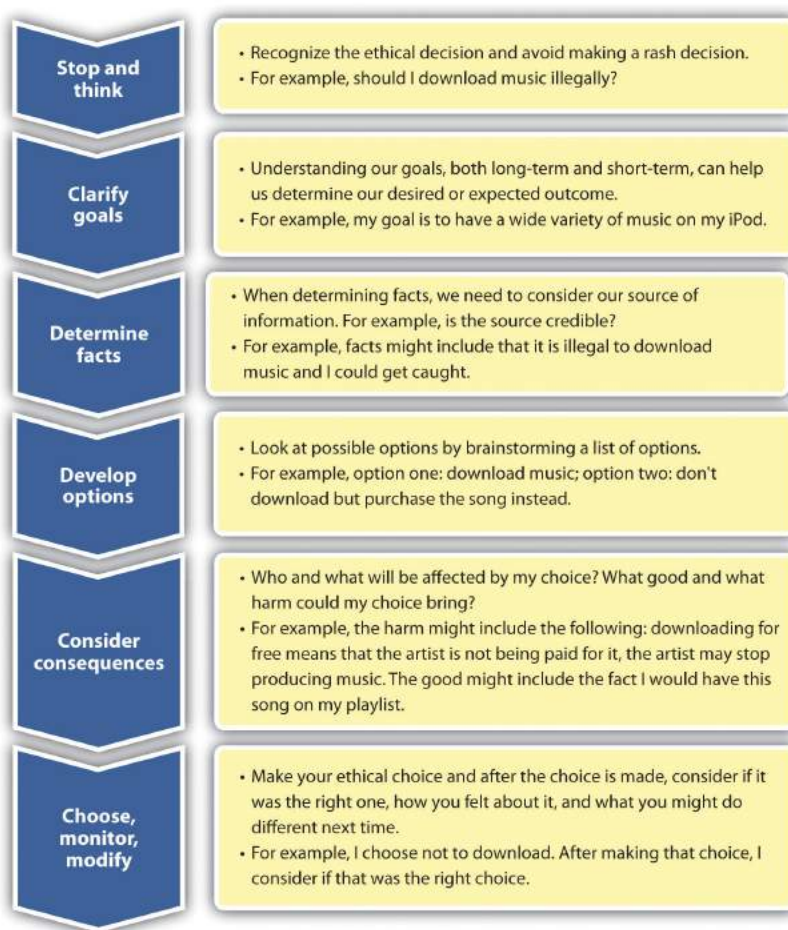 Stop and
think
• Recognize the ethical decision and avoid making a rash decision.
• For example, should I download music illegally?
Clarify
goals
• Understanding our goals, both long-term and short-term, can help
us determine our desired or expected outcome.
• For example, my goal is to have a wide variety of music on my iPod.
Determine
facts
• When determining facts, we need to consider our source of
information. For example, is the source credible?
• For example, facts might include that it is illegal to download
music and I could get caught.
Develop
options
• Look at possible options by brainstorming a list of options.
• For example, option one: download music; option two: don't
download but purchase the song instead.
Consider
consequences
• Who and what will be affected by my choice? What good and what
harm could my choice bring?
• For example, the harm might include the following: downloading for
free means that the artist is not being paid for it, the artist may stop
producing music. The good might include the fact I would have this
song on my playlist.
Choose,
monitor,
modify
• Make your ethical choice and after the choice is made, consider if it
was the right one, how you felt about it, and what you might do
different next time.
• For example, I choose not to download. After making that choice, I
consider if that was the right choice.